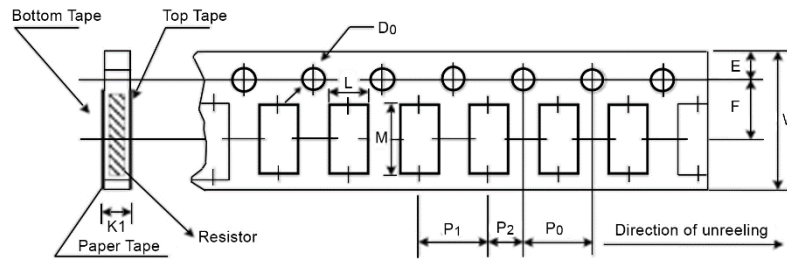 Bottom Tape
Top Tape
D0
E
L
F
W
M
K1
Resistor
Paper Tape
P1
P2
P0
Direction of unreeling